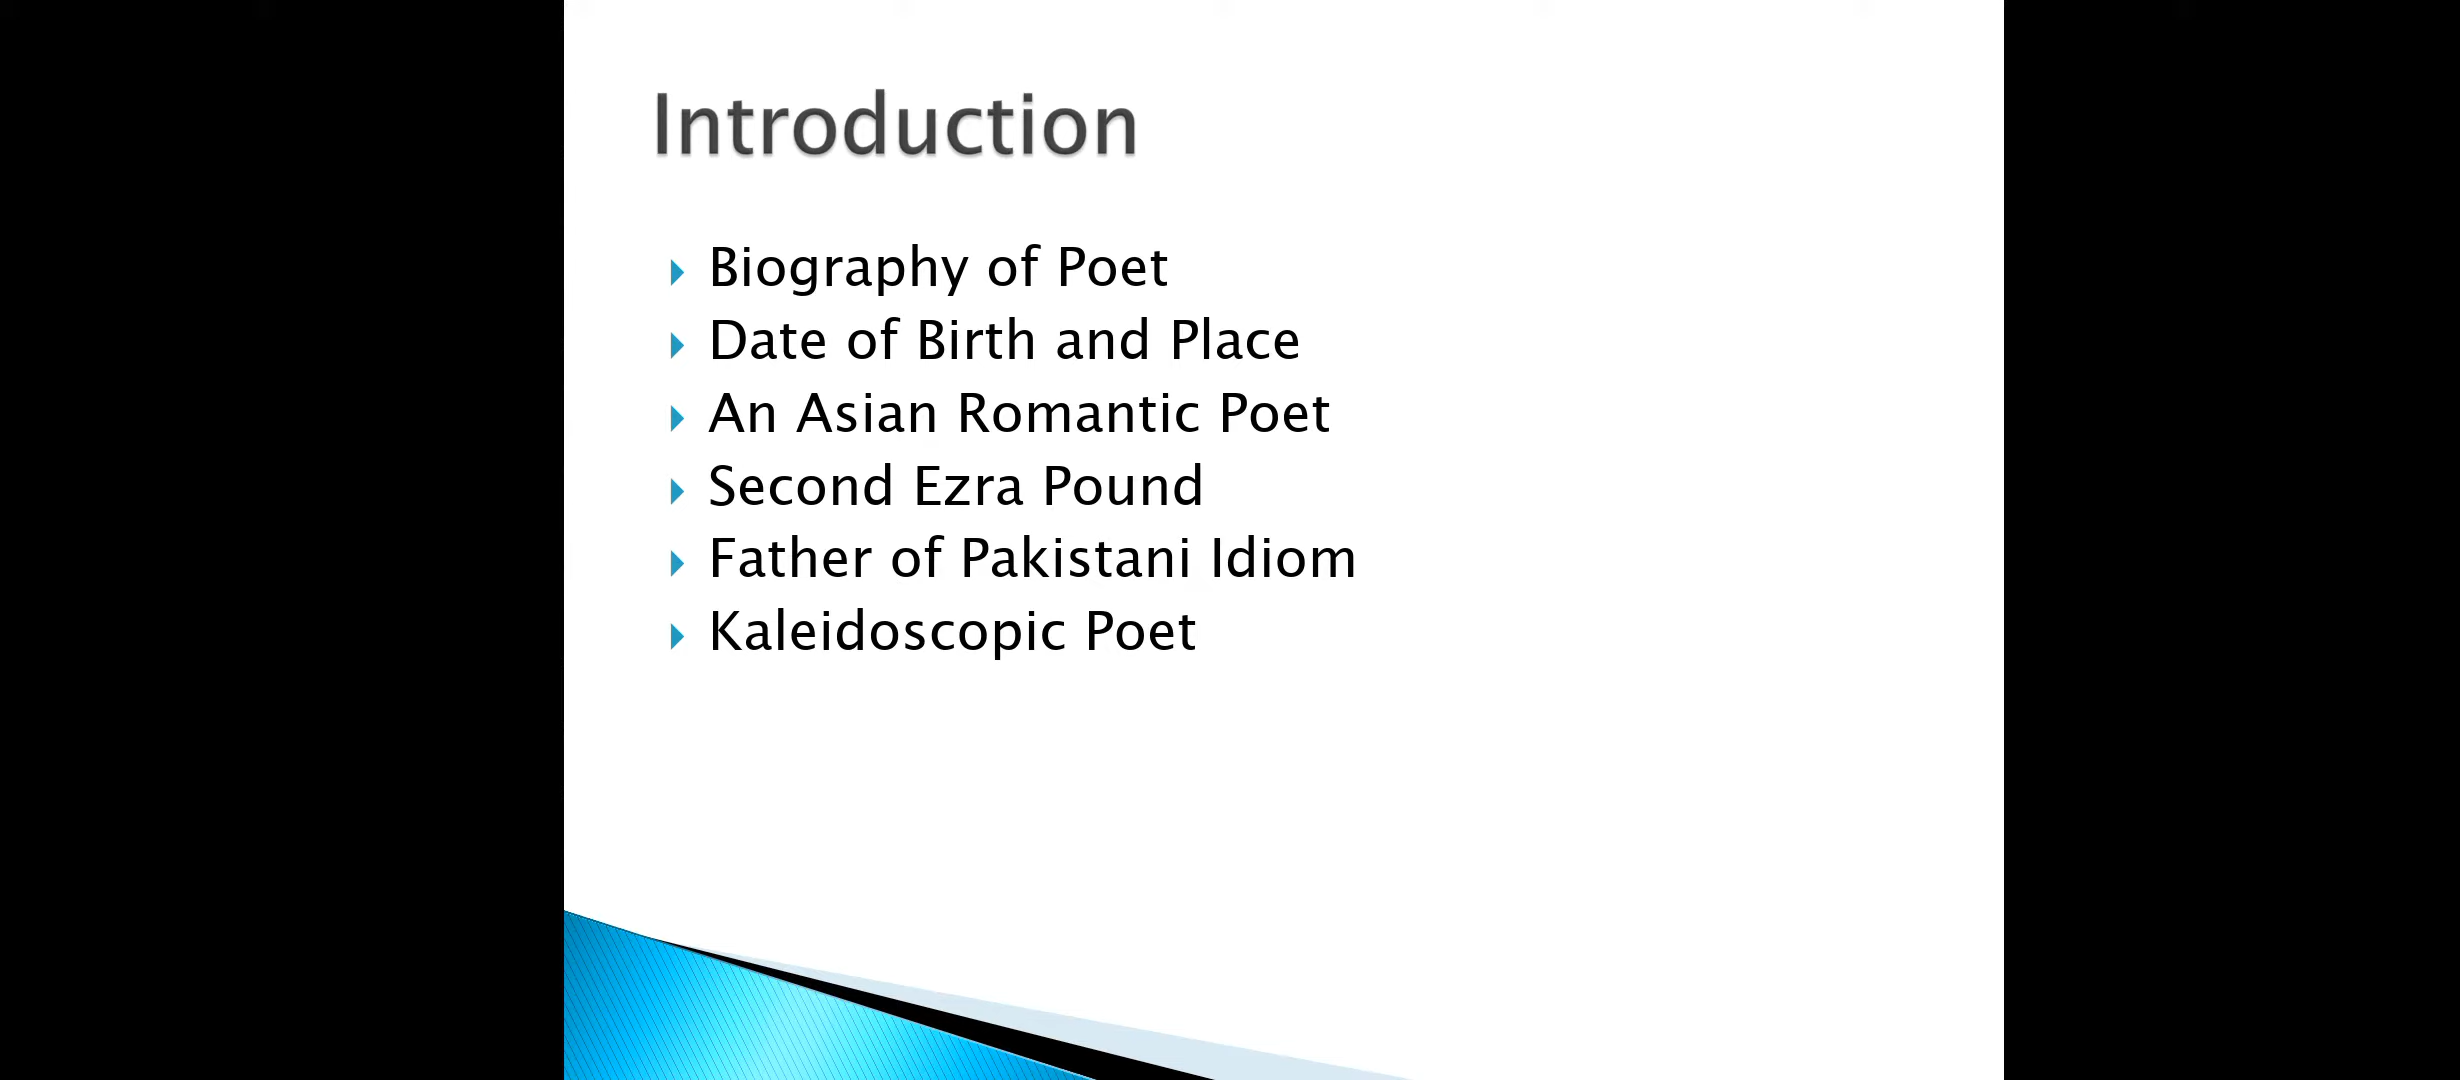 Introduction
Biography of Poet
Date of Birth and Place
An Asian Romantic Poet
Second Ezra Pound
Father of Pakistani Idiom
Kaleidoscopic Poet